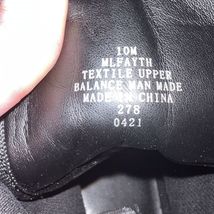 10M
MLFAYTH
TEXTILE UPPER
BALANCE MAN MADE
MADE IN CHINA
278
0421